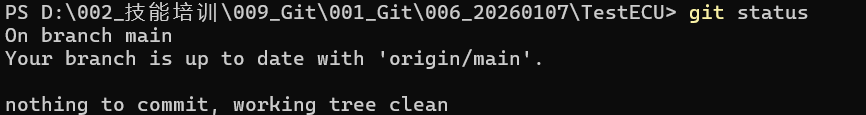 PS D:\002_技能培训\009_Git\001_Git\006_20260107\TestECU> git status
On branch main
Your branch is up to date with 'origin/main'.
nothing to commit, working tree clean